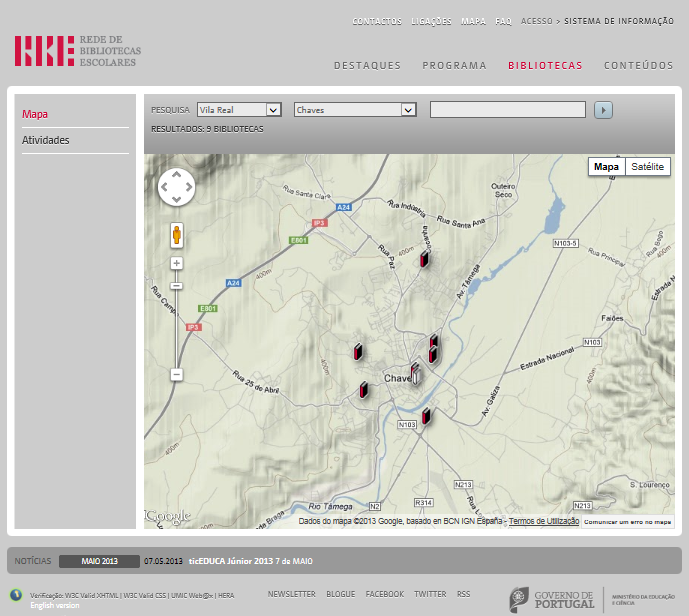 CONTACTOS LIGAÇÕES MAPA FAQ ACESSO > SISTEMA DE INFORMAÇÃO
REDE DE
BIBLIOTECAS
ESCOLARES
DESTAQUES PROGRAMA BIBLIOTECAS CONTEÚDOS
Mapa
Atividades
PESQUISA Vila Real Chaves
RESULTADOS: 9 BIBLIOTECAS
Mapa Satélite
Outeiro
Seco
Rua Santa Clar
A24
Rua Indústria
Rua Santa Ana
IP3
E801
N103-5
Rua Bogo
Rua Principal
Rua Paz
400m
Av. Tâmega
400m
A24
Rua Camp
E801
IP3
Estrada N
Faiões
N103
Estrada Nacional
Chaves
Rua 25 de Abril
Av. Galiza
N103
N213
S. Lourenço
R314
N213
Rio Tâmega
N2
Google
de Braga
Dados do mapa ©2013 Google, basado en BCN IGN España - Termos de Utilização Comunicar um erro no mapa
NOTÍCIAS MAIO 2013 07.05.2013 ticEDUCA Júnior 2013 7 de MAIO
Verificação: W3C Valid XHTML | W3C Valid CSS | UMIC Web@x | HERA
English version
NEWSLETTER BLOGUE FACEBOOK TWITTER RSS
GOVERNO DE
PORTUGAL
MINISTÉRIO DA EDUCAÇÃO
E CIÊNCIA